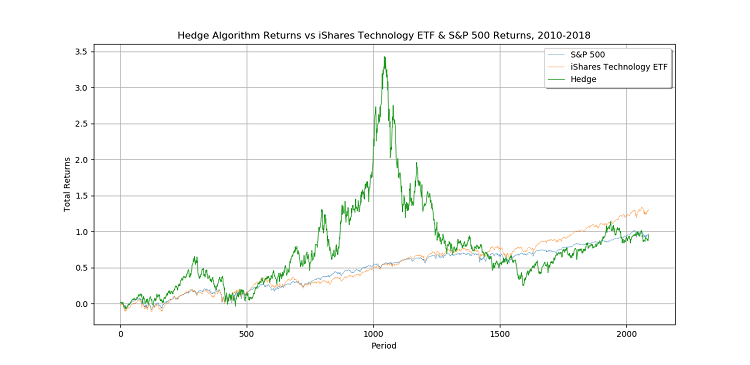 Hedge Algorithm Returns vs iShares Technology ETF & S&P 500 Returns, 2010-2018
S&P 500
iShares Technology ETF
Hedge
3.5
3.0
2.5
2.0
1.5
1.0
0.5
0.0
Total Returns
0
500
1000
1500
2000
Period